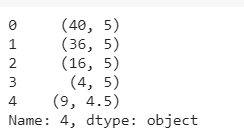 0    (40, 5)
1    (36, 5)
2    (16, 5)
3     (4, 5)
4    (9, 4.5)
Name: 4, dtype: object